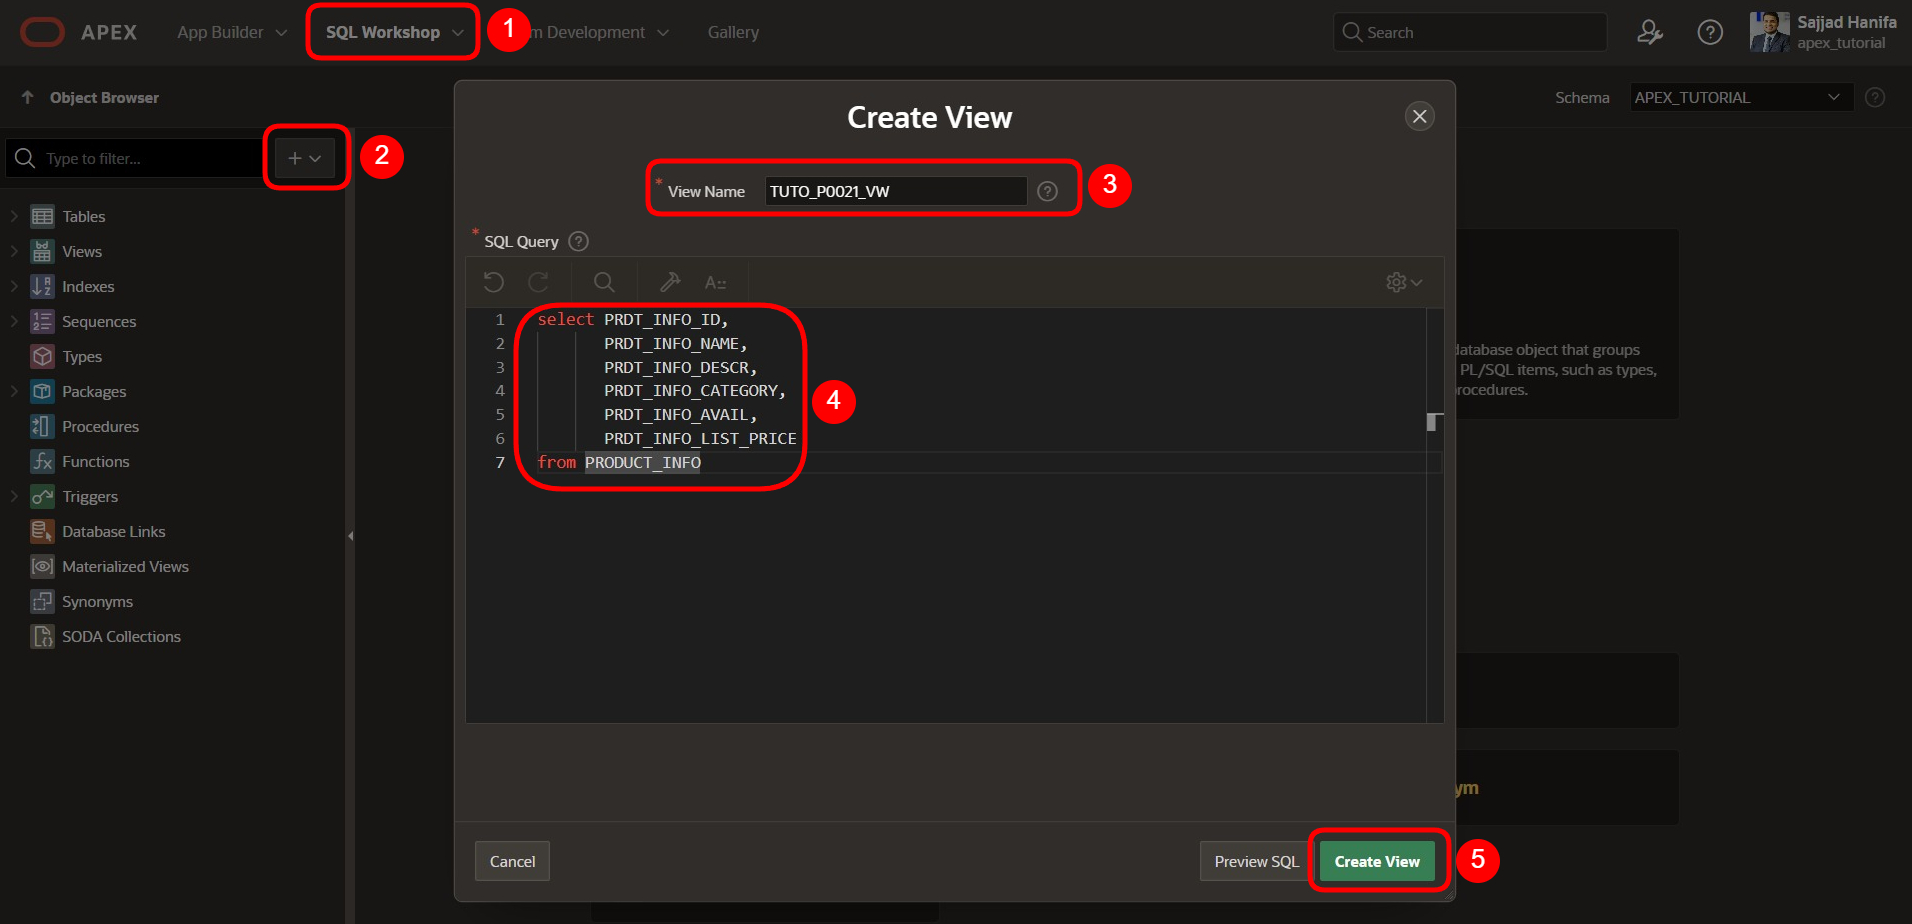 APEX
App Builder
SQL Workshop
1
m Development
Gallery
Search
Sajjad Hanifa
apex_tutorial
Object Browser
Schema
APEX_TUTORIAL
Type to filter...
2
Tables
Views
Indexes
Sequences
Types
Packages
Procedures
Functions
Triggers
Database Links
Materialized Views
Synonyms
SODA Collections
Create View
* View Name
TUTO_P0021_VW
3
* SQL Query
1 select PRDT_INFO_ID,
2 PRDT_INFO_NAME,
3 PRDT_INFO_DESCR,
4 PRDT_INFO_CATEGORY,
5 PRDT_INFO_AVAIL,
6 PRDT_INFO_LIST_PRICE
7 from PRODUCT_INFO
4
database object that groups
PL/SQL items, such as types,
rocedures.
ym
Cancel
Preview SQL
Create View
5